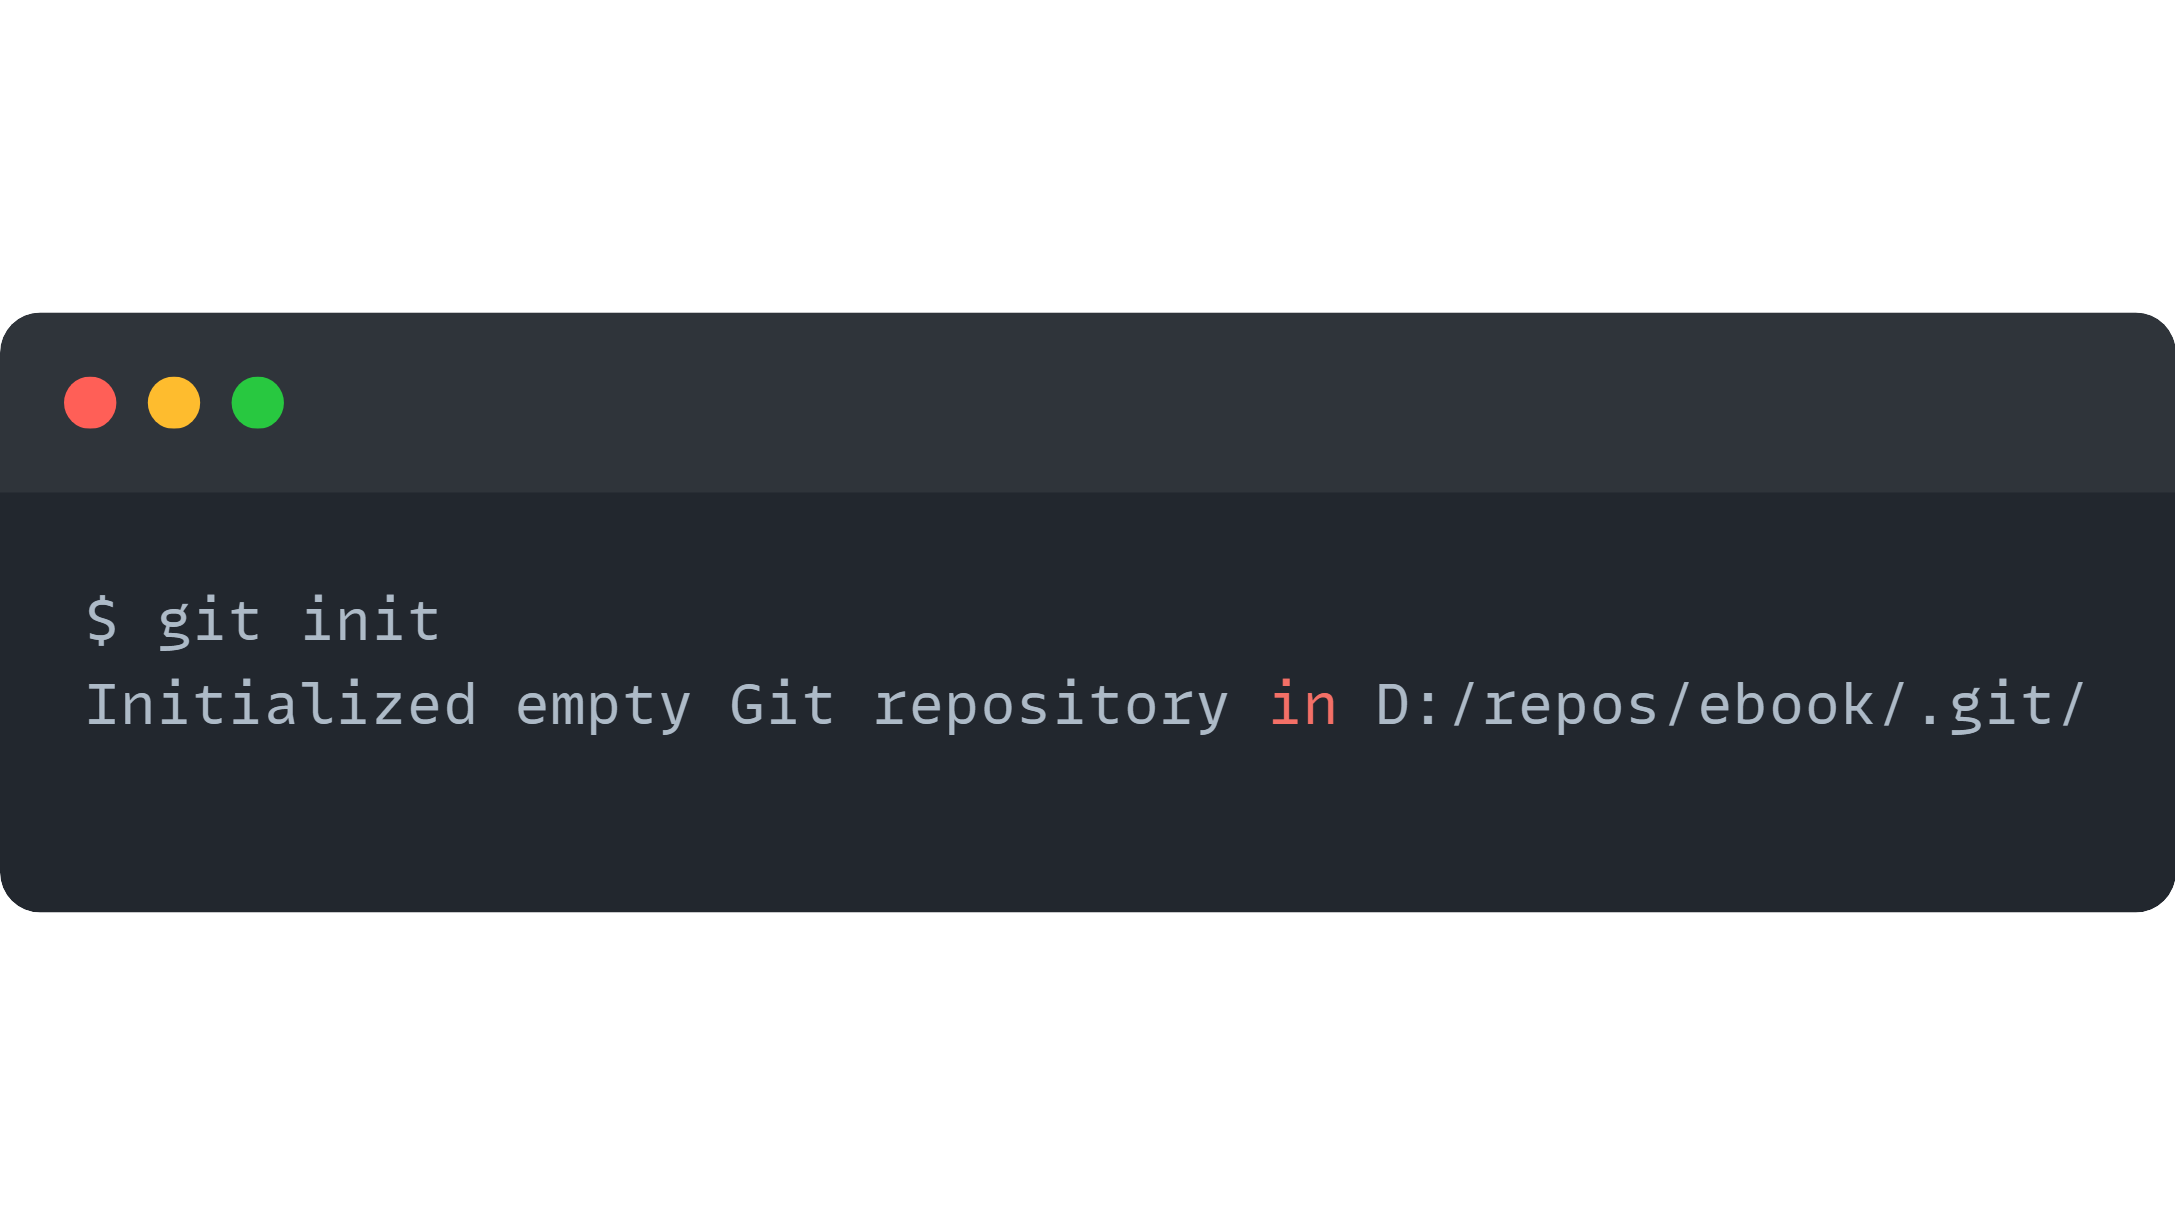 $ git init
Initialized empty Git repository in D:/repos/ebook/.git/